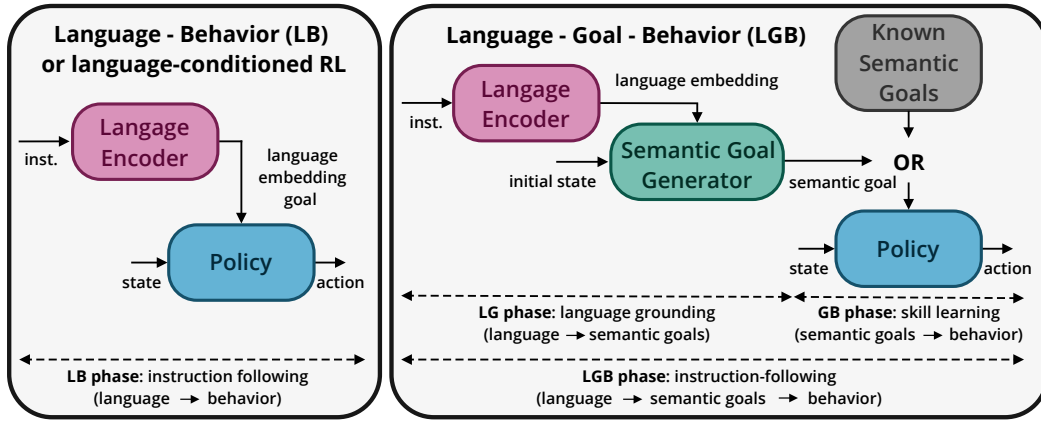 Language - Behavior (LB)
or language-conditioned RL
Langage
Encoder
inst.
language
embedding
goal
Policy
state
action
LB phase: instruction following
(language → behavior)
Language - Goal - Behavior (LGB)
Known
Semantic
Goals
language embedding
Langage
Encoder
inst.
Semantic Goal
Generator
initial state
semantic goal
OR
Policy
state
action
LG phase: language grounding
(language → semantic goals)
GB phase: skill learning
(semantic goals → behavior)
LGB phase: instruction-following
(language → semantic goals → behavior)